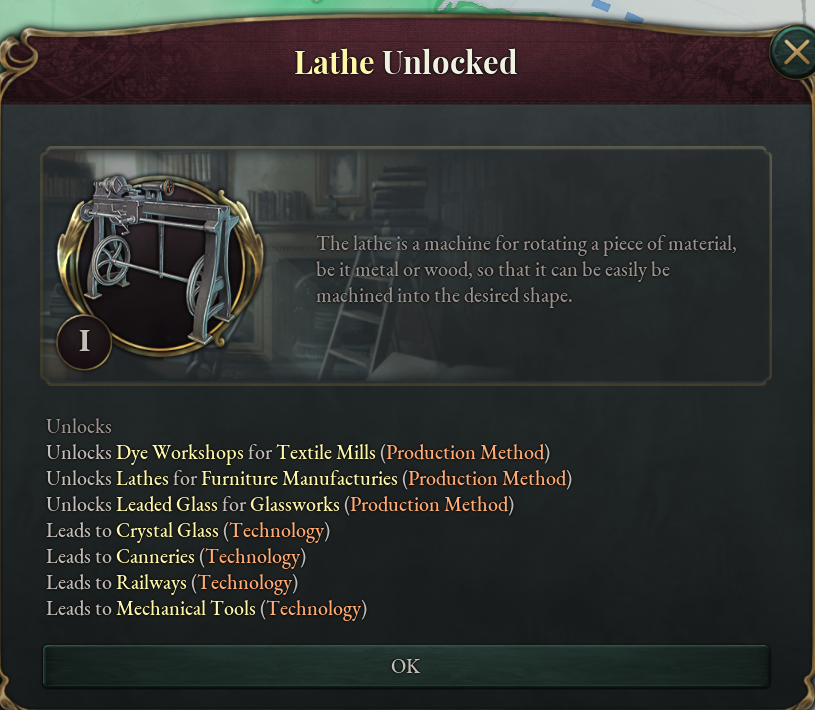 Lathe Unlocked
The lathe is a machine for rotating a piece of material,
be it metal or wood, so that it can be easily be
machined into the desired shape.
I
Unlocks
Unlocks Dye Workshops for Textile Mills (Production Method)
Unlocks Lathes for Furniture Manufacturies (Production Method)
Unlocks Leaded Glass for Glassworks (Production Method)
Leads to Crystal Glass (Technology)
Leads to Canneries (Technology)
Leads to Railways (Technology)
Leads to Mechanical Tools (Technology)
OK